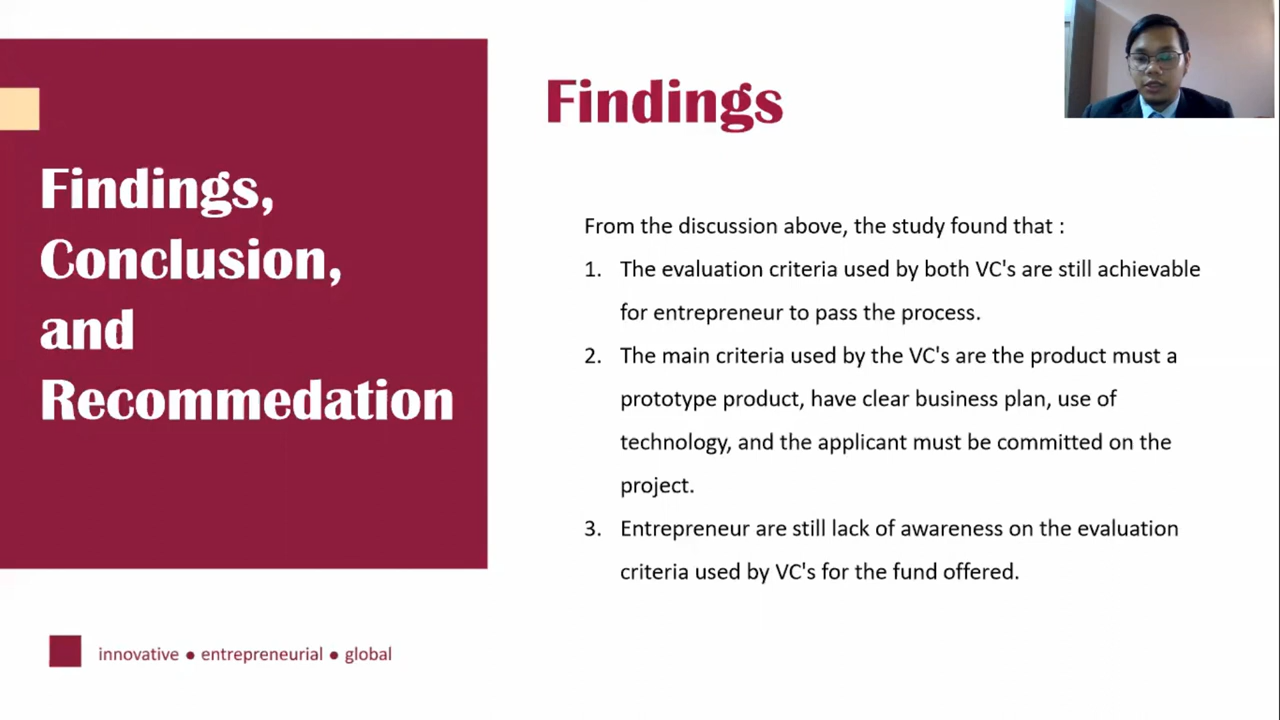 Findings,
Conclusion,
and
Recommedation
Findings
From the discussion above, the study found that :
1. The evaluation criteria used by both VC's are still achievable
for entrepreneur to pass the process.
2. The main criteria used by the VC's are the product must a
prototype product, have clear business plan, use of
technology, and the applicant must be committed on the
project.
3. Entrepreneur are still lack of awareness on the evaluation
criteria used by VC's for the fund offered.
innovative ● entrepreneurial ● global